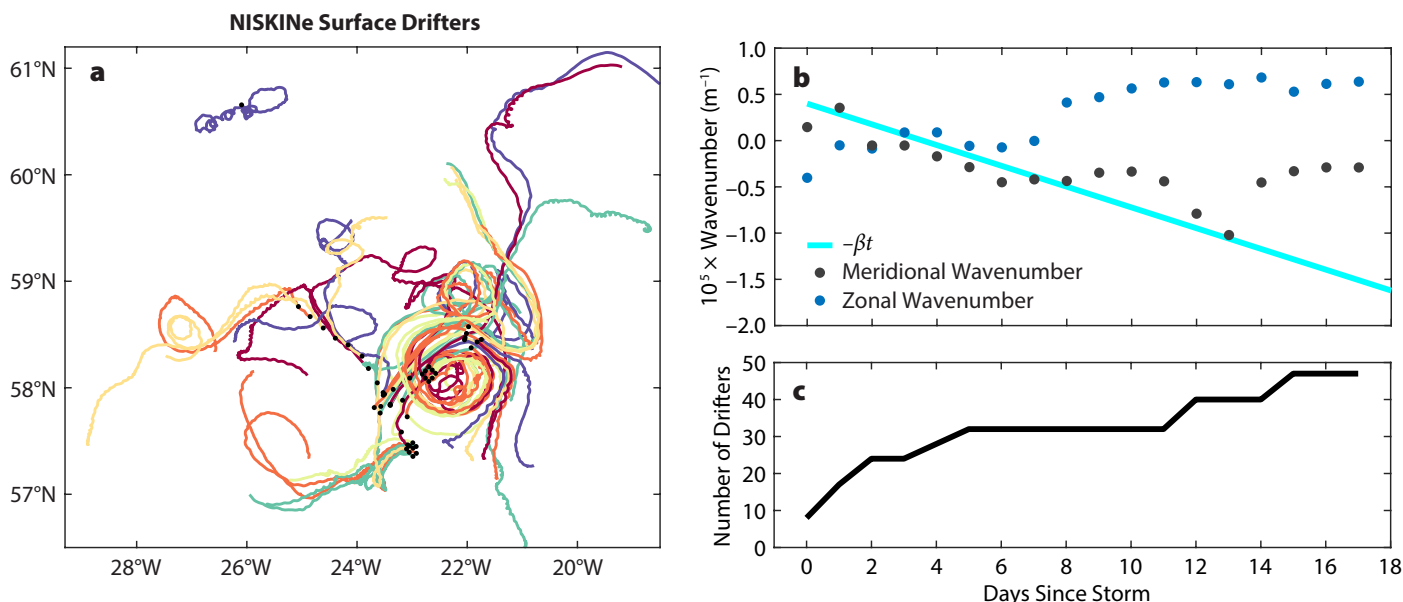 NISKINe Surface Drifters
a
61°N
60°N
59°N
58°N
57°N
28°W 26°W 24°W 22°W 20°W
b
10⁵ × Wavenumber (m⁻¹)
1.0
0.5
0.0
−0.5
−1.0
−1.5
−2.0
−βt
Meridional Wavenumber
Zonal Wavenumber
c
Number of Drifters
50
40
30
20
10
0
0 2 4 6 8 10 12 14 16 18
Days Since Storm